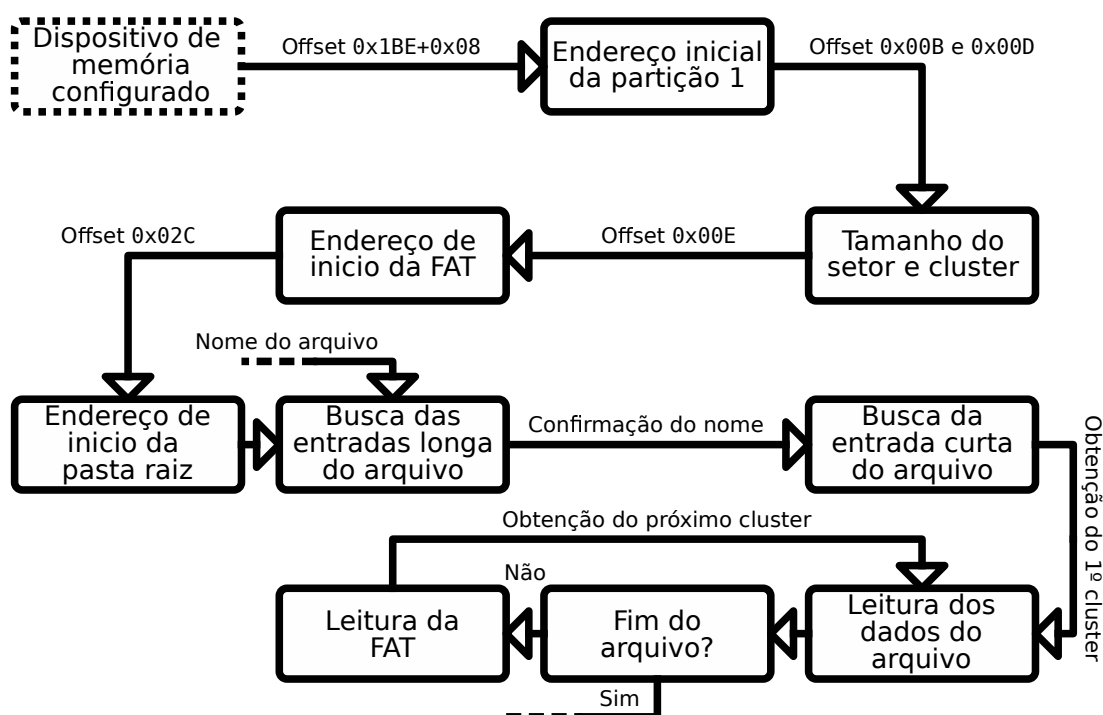 Dispositivo de
memória
configurado
Offset 0x1BE+0x08
Endereço inicial
da partição 1
Offset 0x00B e 0x00D
Tamanho do
setor e cluster
Offset 0x00E
Endereço de
inicio da FAT
Offset 0x02C
Endereço de
inicio da
pasta raiz
Nome do arquivo
Busca das
entradas longa
do arquivo
Confirmação do nome
Busca da
entrada curta
do arquivo
Obtenção do 1º cluster
Leitura dos
dados do
arquivo
Fim do
arquivo?
Não
Leitura da
FAT
Obtenção do próximo cluster
Sim